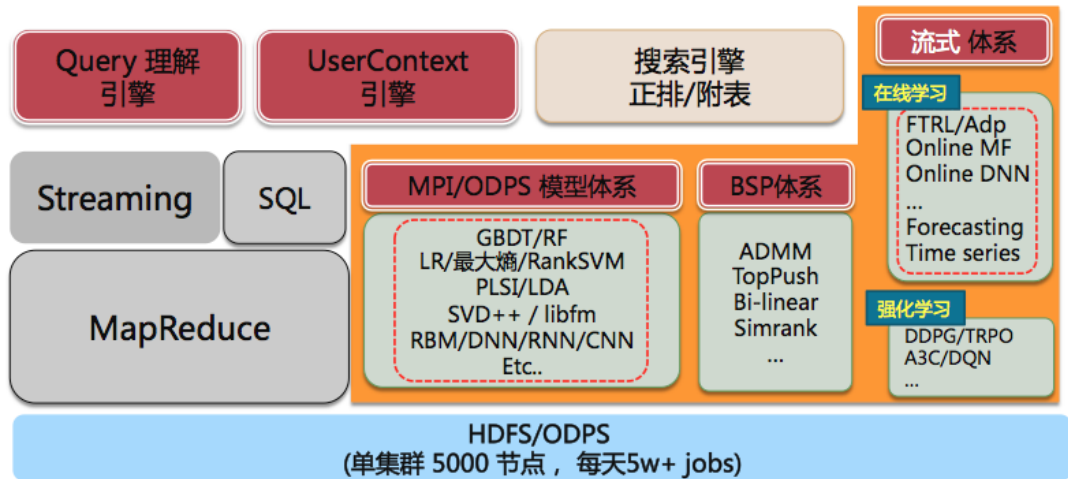 Query 理解
引擎
UserContext
引擎
搜索引擎
正排/附表
流式 体系
在线学习
FTRL/Adp
Online MF
Online DNN
...
Forecasting
Time series
强化学习
DDPG/TRPO
A3C/DQN
...
Streaming
SQL
MapReduce
MPI/ODPS 模型体系
GBDT/RF
LR/最大熵/RankSVM
PLSI/LDA
SVD++ / libfm
RBM/DNN/RNN/CNN
Etc..
BSP体系
ADMM
TopPush
Bi-linear
Simrank
...
HDFS/ODPS
(单集群 5000 节点 ，每天5w+ jobs)